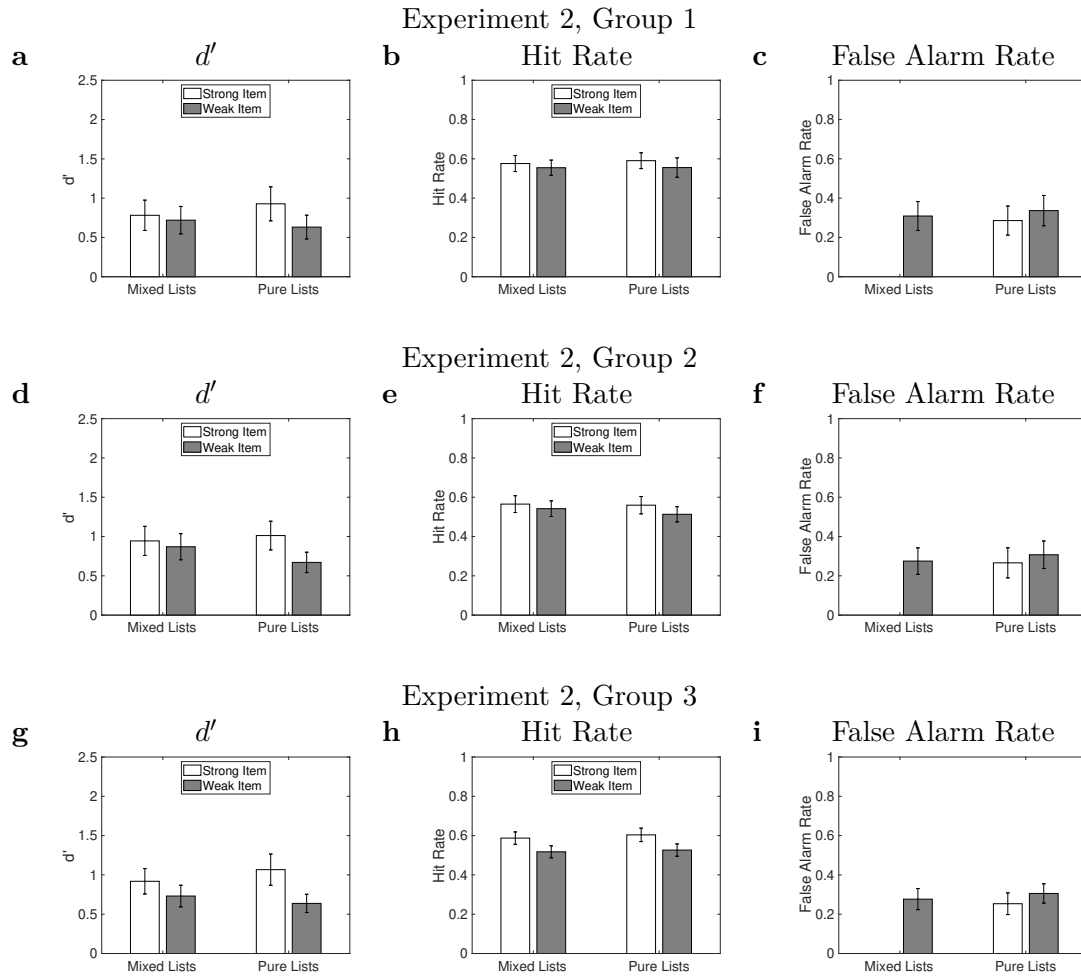 Experiment 2, Group 1
a d′ b Hit Rate c False Alarm Rate
2.5
2
1.5
1
0.5
0
d'
Strong Item
Weak Item
Mixed Lists Pure Lists
1
0.8
0.6
0.4
0.2
0
Hit Rate
Strong Item
Weak Item
Mixed Lists Pure Lists
1
0.8
0.6
0.4
0.2
0
False Alarm Rate
Mixed Lists Pure Lists
Experiment 2, Group 2
d d′ e Hit Rate f False Alarm Rate
2.5
2
1.5
1
0.5
0
d'
Strong Item
Weak Item
Mixed Lists Pure Lists
1
0.8
0.6
0.4
0.2
0
Hit Rate
Strong Item
Weak Item
Mixed Lists Pure Lists
1
0.8
0.6
0.4
0.2
0
False Alarm Rate
Mixed Lists Pure Lists
Experiment 2, Group 3
g d′ h Hit Rate i False Alarm Rate
2.5
2
1.5
1
0.5
0
d'
Strong Item
Weak Item
Mixed Lists Pure Lists
1
0.8
0.6
0.4
0.2
0
Hit Rate
Strong Item
Weak Item
Mixed Lists Pure Lists
1
0.8
0.6
0.4
0.2
0
False Alarm Rate
Mixed Lists Pure Lists